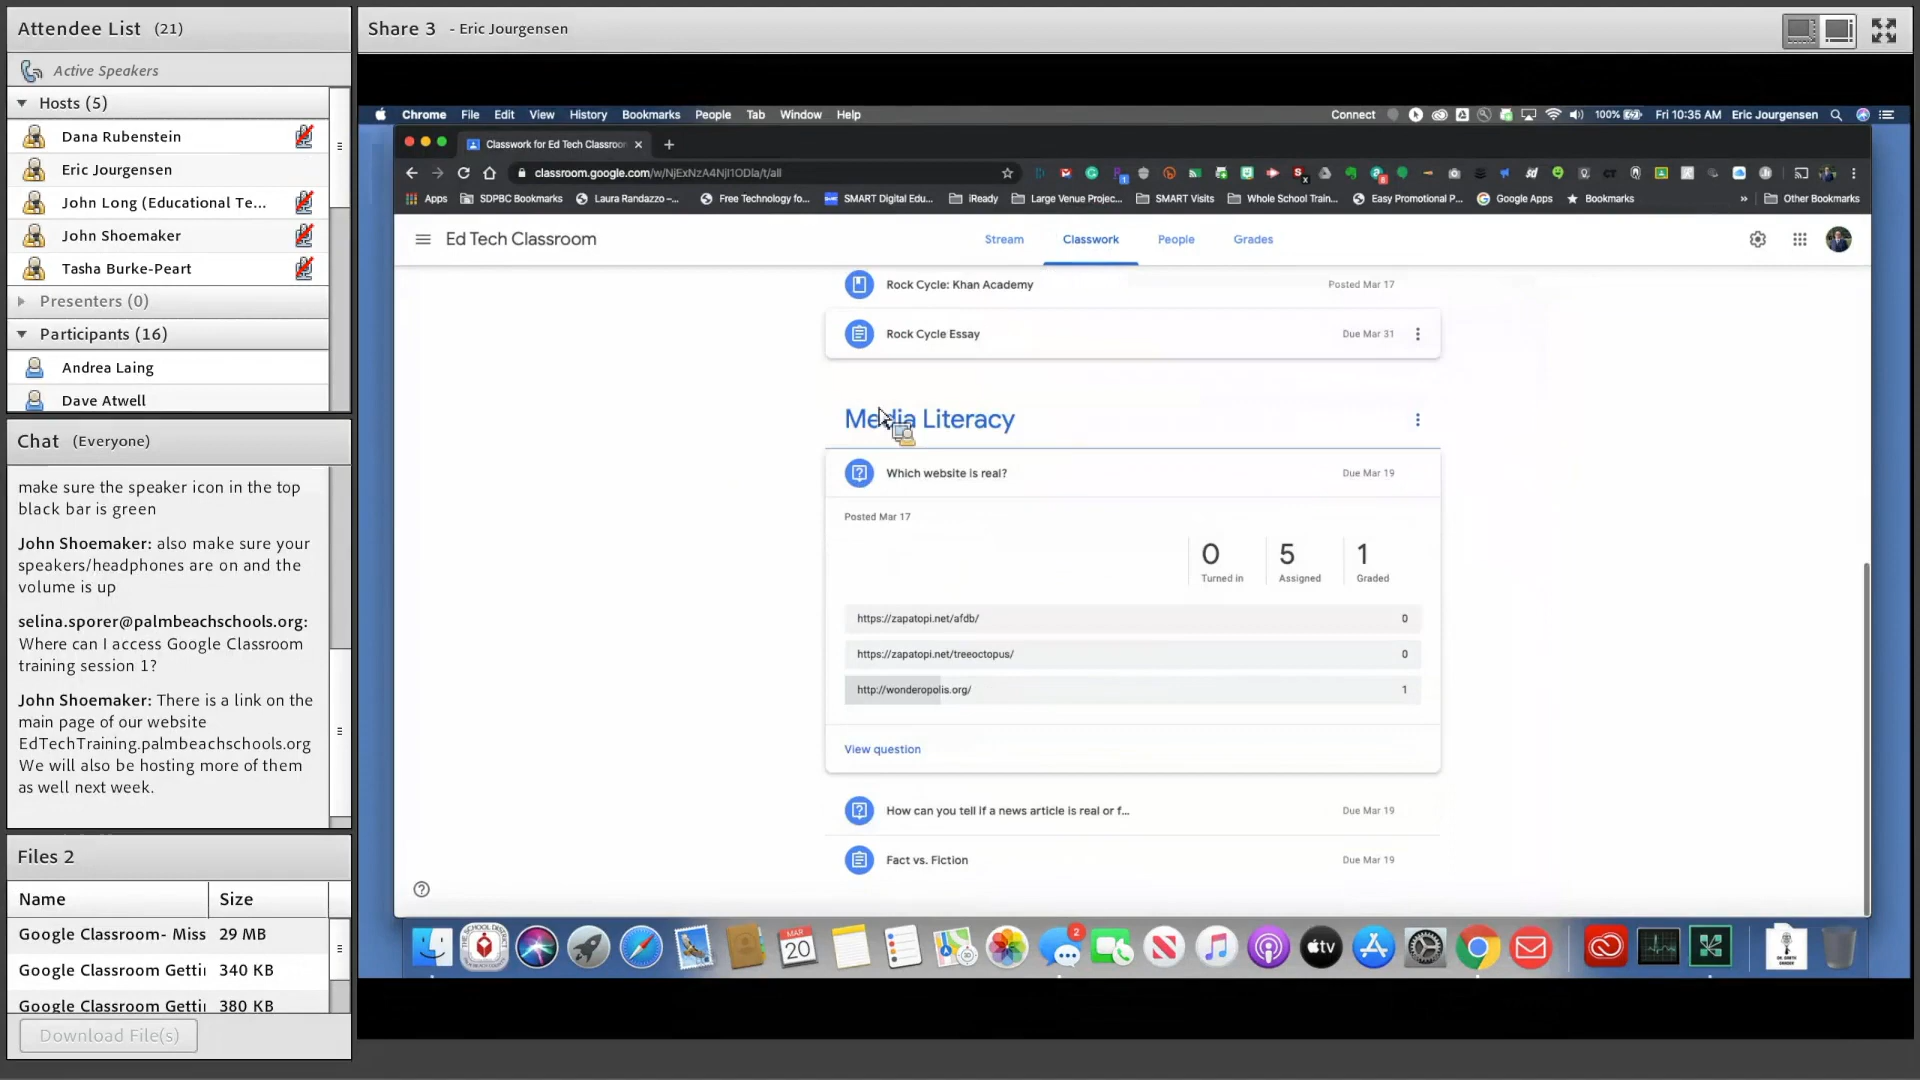 Attendee List (21)
Active Speakers
Hosts (5)
Dana Rubenstein
Eric Jourgensen
John Long (Educational Te...
John Shoemaker
Tasha Burke-Peart
Presenters (0)
Participants (16)
Andrea Laing
Dave Atwell
Chat (Everyone)
make sure the speaker icon in the top
black bar is green
John Shoemaker: also make sure your
speakers/headphones are on and the
volume is up
selina.sporer@palmbeachschools.org:
Where can I access Google Classroom
training session 1?
John Shoemaker: There is a link on the
main page of our website
EdTechTraining.palmbeachschools.org
We will also be hosting more of them
as well next week.
Files 2
Name Size
Google Classroom- Miss 29 MB
Google Classroom Getti 340 KB
Google Classroom Getti 380 KB
Download File(s)
Share 3 - Eric Jourgensen
Chrome File Edit View History Bookmarks People Tab Window Help Connect 100% Fri 10:35 AM Eric Jourgensen
Classwork for Ed Tech Classroom
classroom.google.com/w/NjExNzA4NjI1ODla/t/all
Apps SDPBC Bookmarks Laura Randazzo –... Free Technology fo... SMART Digital Edu... iReady Large Venue Projec... SMART Visits Whole School Train... Easy Promotional P... Google Apps Bookmarks » Other Bookmarks
Ed Tech Classroom Stream Classwork People Grades
Rock Cycle: Khan Academy Posted Mar 17
Rock Cycle Essay Due Mar 31
Media Literacy
Which website is real? Due Mar 19
Posted Mar 17
0 5 1
Turned in Assigned Graded
https://zapatopi.net/afdb/ 0
https://zapatopi.net/treeoctopus/ 0
http://wonderopolis.org/ 1
View question
How can you tell if a news article is real or f... Due Mar 19
Fact vs. Fiction Due Mar 19
MAR
20
2
tv